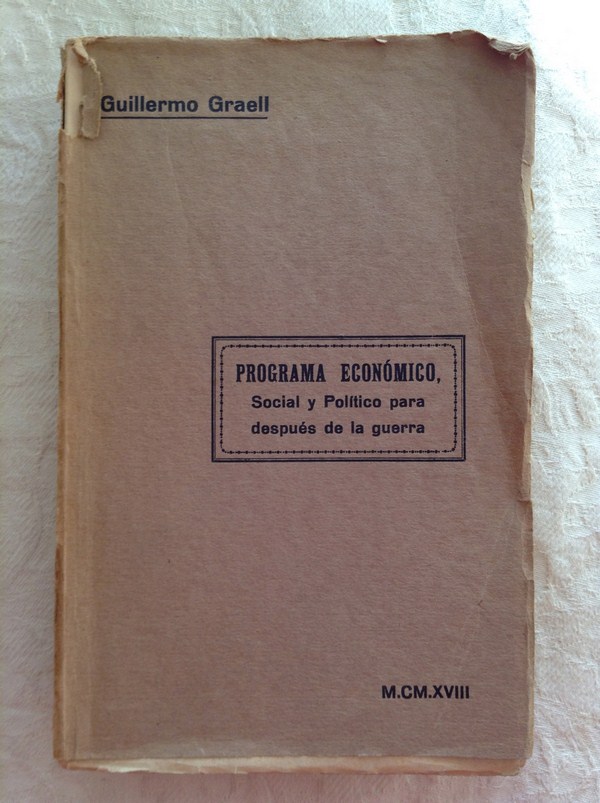 Guillermo Graell
PROGRAMA ECONÓMICO,
Social y Político para
después de la guerra
M.CM.XVIII